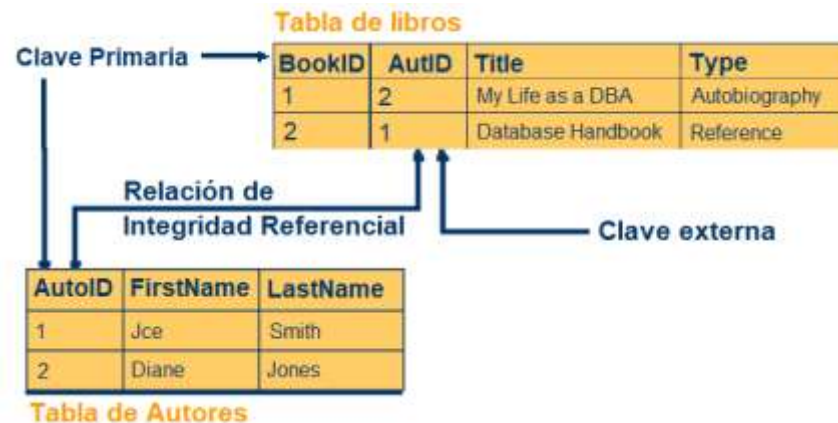 Tabla de libros
Clave Primaria
BookID AutID Title Type
1 2 My Life as a DBA Autobiography
2 1 Database Handbook Reference
Relación de
Integridad Referencial
Clave externa
AutoID FirstName LastName
1 Jce Smith
2 Diane Jones
Tabla de Autores